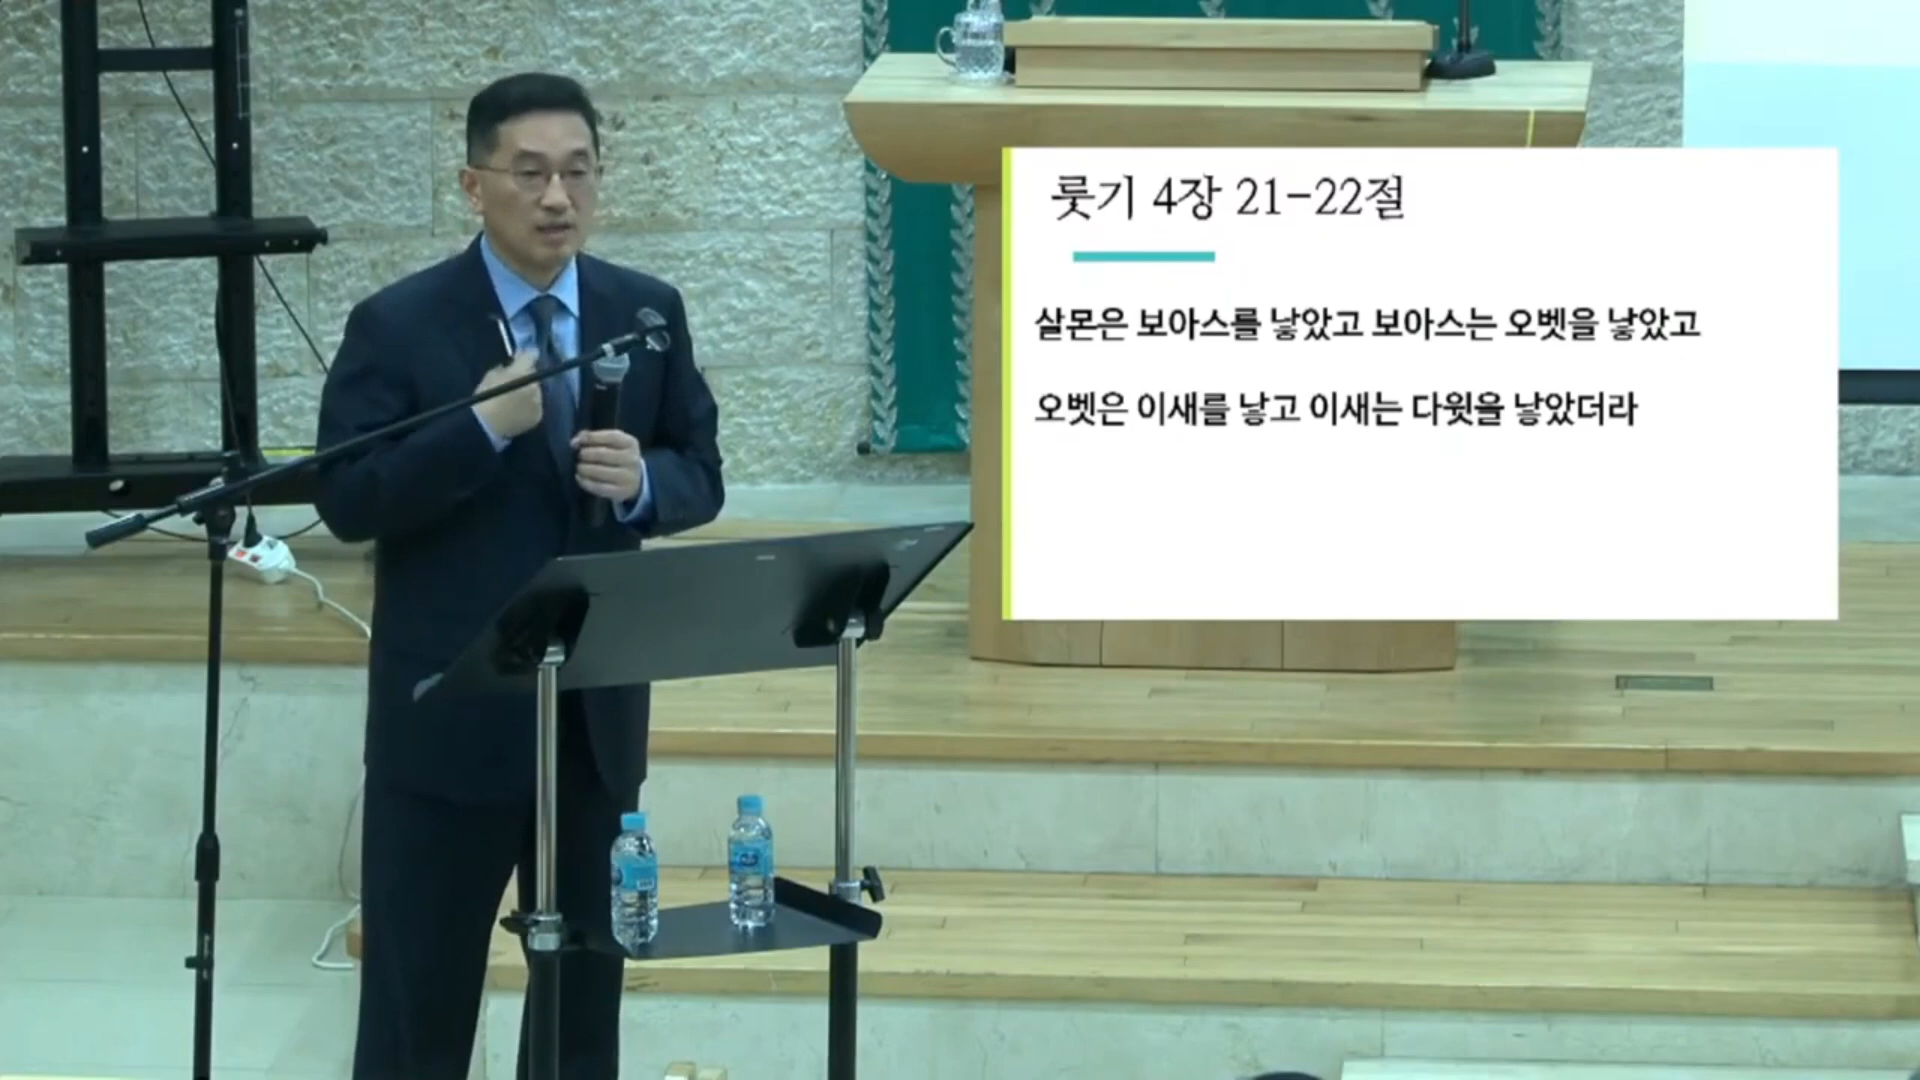 룻기 4장 21-22절
살몬은 보아스를 낳았고 보아스는 오벳을 낳았고
오벳은 이새를 낳고 이새는 다윗을 낳았더라